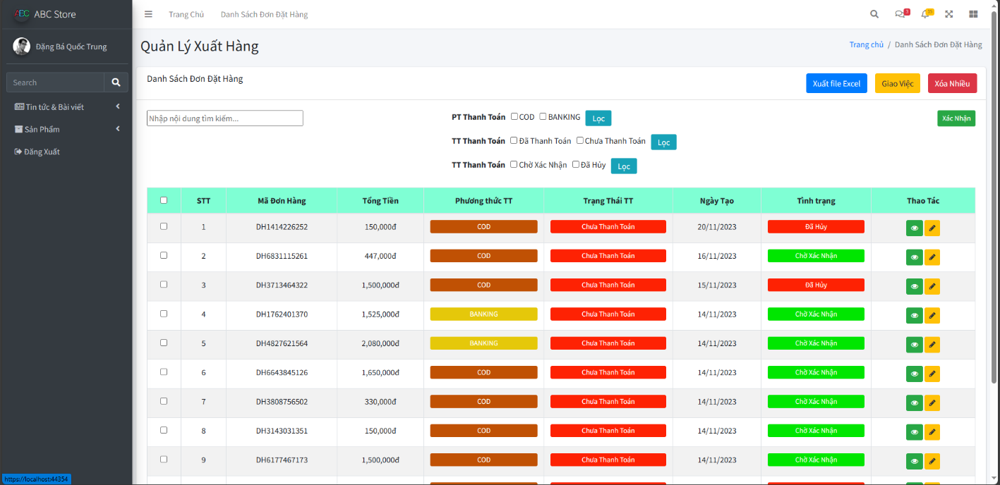 ABC ABC Store
Trang Chủ Danh Sách Đơn Đặt Hàng 3 15
Đặng Bá Quốc Trung
Search
Tin tức & Bài viết
Sản Phẩm
Đăng Xuất
Quản Lý Xuất Hàng
Trang chủ / Danh Sách Đơn Đặt Hàng
Danh Sách Đơn Đặt Hàng
Xuất file Excel Giao Việc Xóa Nhiều
Nhập nội dung tìm kiếm...
PT Thanh Toán COD BANKING Lọc
Xác Nhận
TT Thanh Toán Đã Thanh Toán Chưa Thanh Toán Lọc
TT Thanh Toán Chờ Xác Nhận Đã Hủy Lọc
STT Mã Đơn Hàng Tổng Tiền Phương thức TT Trạng Thái TT Ngày Tạo Tình trạng Thao Tác
1 DH1414226252 150,000đ COD Chưa Thanh Toán 20/11/2023 Đã Hủy
2 DH6831115261 447,000đ COD Chưa Thanh Toán 16/11/2023 Chờ Xác Nhận
3 DH3713464322 1,500,000đ COD Chưa Thanh Toán 15/11/2023 Đã Hủy
4 DH1762401370 1,525,000đ BANKING Chưa Thanh Toán 14/11/2023 Chờ Xác Nhận
5 DH4827621564 2,080,000đ BANKING Chưa Thanh Toán 14/11/2023 Chờ Xác Nhận
6 DH6643845126 1,650,000đ COD Chưa Thanh Toán 14/11/2023 Chờ Xác Nhận
7 DH3808756502 330,000đ COD Chưa Thanh Toán 14/11/2023 Chờ Xác Nhận
8 DH3143031351 150,000đ COD Chưa Thanh Toán 14/11/2023 Chờ Xác Nhận
9 DH6177467173 1,500,000đ COD Chưa Thanh Toán 14/11/2023 Chờ Xác Nhận
https://localhost:44354